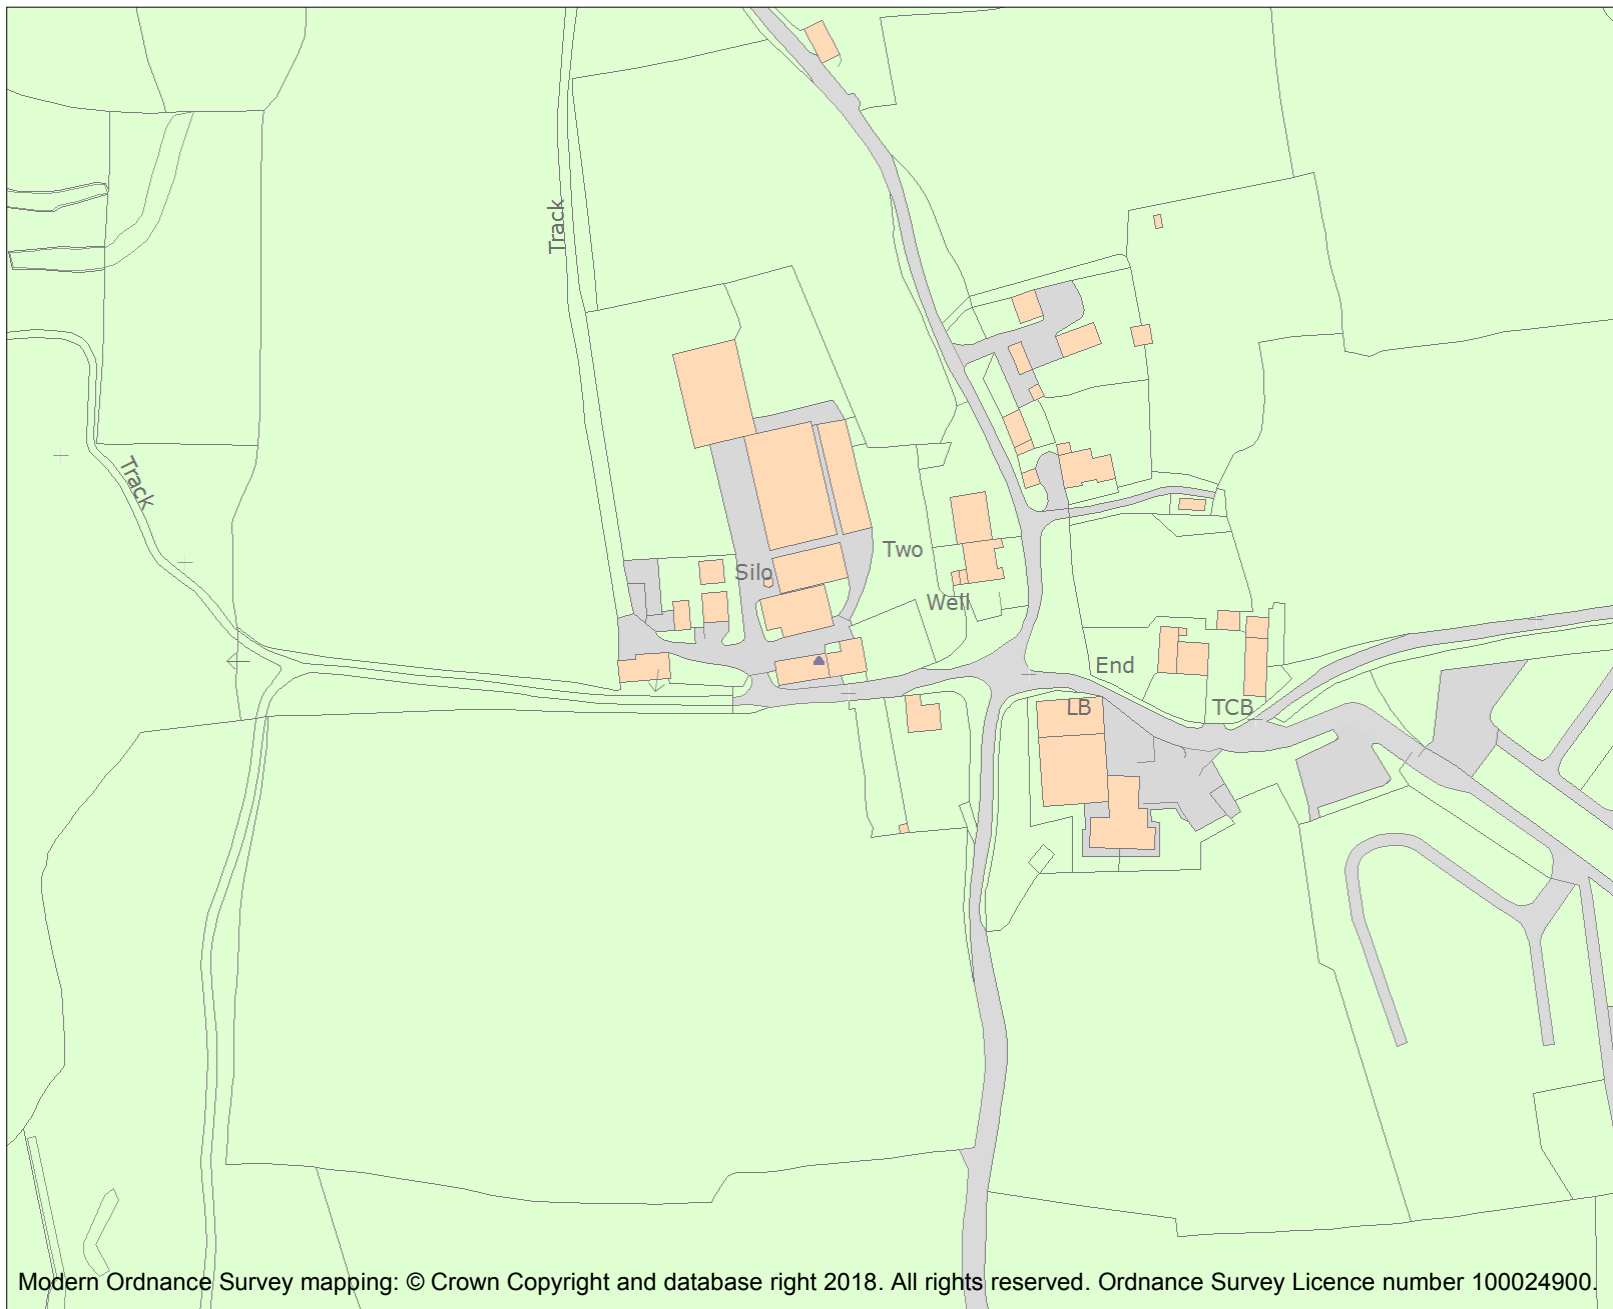 Track
Track
Two
Silo
Well
End
LB
TCB
Modern Ordnance Survey mapping: © Crown Copyright and database right 2018. All rights reserved. Ordnance Survey Licence number 100024900.